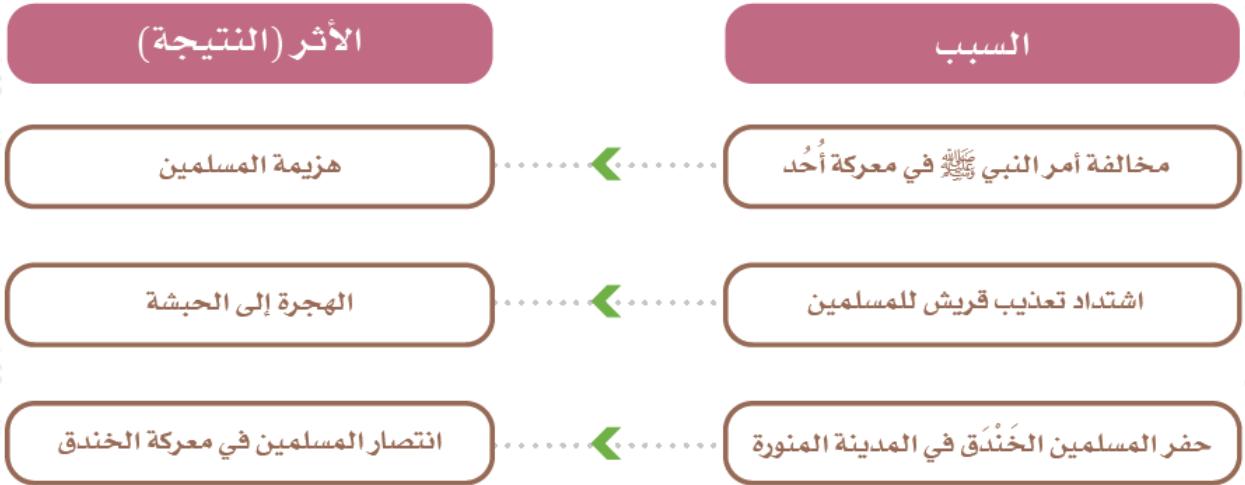 السبب
الأثر (النتيجة)
مخالفة أمر النبي ﷺ في معركة أُحُد
هزيمة المسلمين
اشتداد تعذيب قريش للمسلمين
الهجرة إلى الحبشة
حفر المسلمين الخَنْدَق في المدينة المنورة
انتصار المسلمين في معركة الخندق